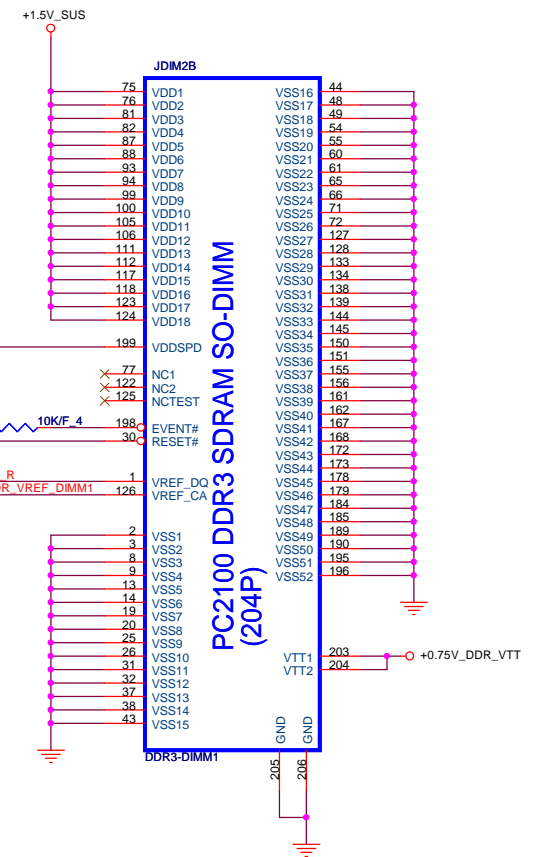 +1.5V_SUS
JDIM2B
75 VDD1 VSS16 44
76 VDD2 VSS17 48
81 VDD3 VSS18 49
82 VDD4 VSS19 54
87 VDD5 VSS20 55
88 VDD6 VSS21 60
93 VDD7 VSS22 61
94 VDD8 VSS23 65
99 VDD9 VSS24 66
100 VDD10 VSS25 71
105 VDD11 VSS26 72
106 VDD12 VSS27 127
111 VDD13 VSS28 128
112 VDD14 VSS29 133
117 VDD15 VSS30 134
118 VDD16 VSS31 138
123 VDD17 VSS32 139
124 VDD18 VSS33 144
VSS34 145
199 VDDSPD VSS35 150
VSS36 151
77 NC1 VSS37 155
122 NC2 VSS38 156
125 NCTEST VSS39 161
VSS40 162
10K/F_4 198 EVENT# VSS41 167
30 RESET# VSS42 168
VSS43 172
VSS44 173
_R 1 VREF_DQ VSS45 178
R_VREF_DIMM1 126 VREF_CA VSS46 179
VSS47 184
VSS48 185
2 VSS1 VSS49 189
3 VSS2 VSS50 190
8 VSS3 VSS51 195
9 VSS4 VSS52 196
13 VSS5
14 VSS6
19 VSS7
20 VSS8
25 VSS9
26 VSS10 VTT1 203 +0.75V_DDR_VTT
31 VSS11 VTT2 204
32 VSS12
37 VSS13
38 VSS14
43 VSS15
PC2100 DDR3 SDRAM SO-DIMM
(204P)
GND GND
DDR3-DIMM1
205 206